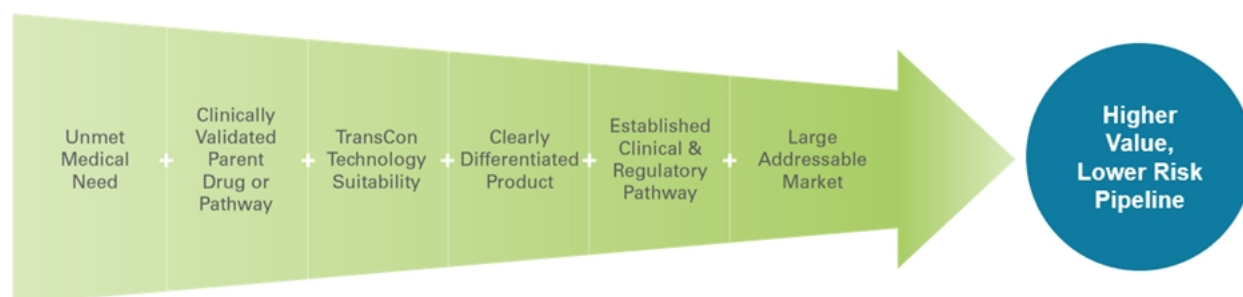 Unmet
Medical
Need
+
Clinically
Validated
Parent
Drug or
Pathway
+
TransCon
Technology
Suitability
+
Clearly
Differentiated
Product
+
Established
Clinical &
Regulatory
Pathway
+
Large
Addressable
Market
Higher
Value,
Lower Risk
Pipeline